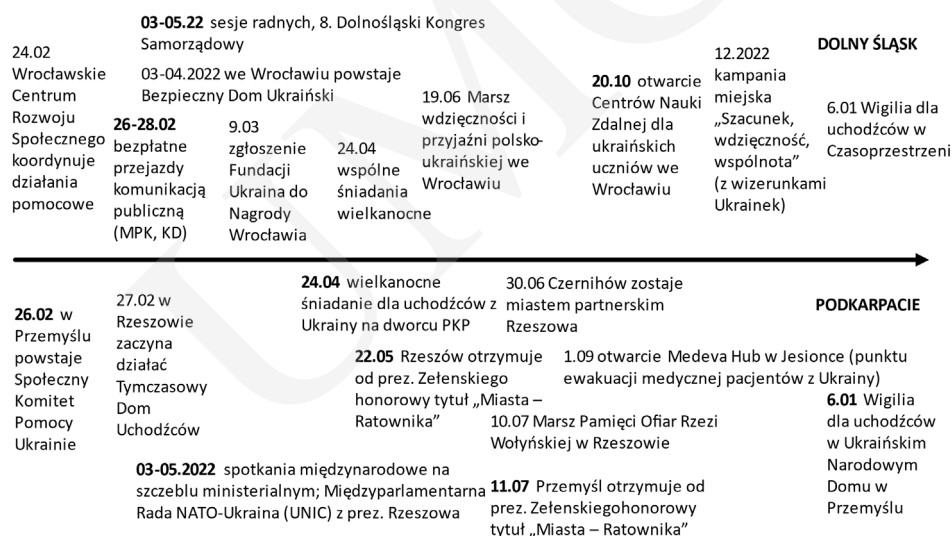 03-05.22 sesje radnych, 8. Dolnośląski Kongres
Samorządowy
DOLNY ŚLĄSK
24.02
Wrocławskie
Centrum
Rozwoju
Społecznego
koordynuje
działania
pomocowe
03-04.2022 we Wrocławiu powstaje
Bezpieczny Dom Ukraiński
26-28.02
bezpłatne
przejazdy
komunikacją
publiczną
(MPK, KD)
9.03
zgłoszenie
Fundacji
Ukraina do
Nagrody
Wrocławia
24.04
wspólne
śniadania
wielkanocne
19.06 Marsz
wdzięczności i
przyjaźni polsko-
ukraińskiej we
Wrocławiu
20.10 otwarcie
Centrów Nauki
Zdalnej dla
ukraińskich
uczniów we
Wrocławiu
12.2022
kampania
miejska
„Szacunek,
wdzięczność,
wspólnota”
(z wizerunkami
Ukrainek)
6.01 Wigilia dla
uchodźców w
Czasoprzestrzeni
PODKARPACIE
26.02 w
Przemyślu
powstaje
Społeczny
Komitet
Pomocy
Ukrainie
27.02 w
Rzeszowie
zaczyna
działać
Tymczasowy
Dom
Uchodźców
24.04 wielkanocne
śniadanie dla uchodźców z
Ukrainy na dworcu PKP
30.06 Czernihów zostaje
miastem partnerskim
Rzeszowa
22.05 Rzeszów otrzymuje
od prez. Zełenskiego
honorowy tytuł „Miasta –
Ratownika”
1.09 otwarcie Medeva Hub w Jesionce (punktu
ewakuacji medycznej pacjentów z Ukrainy)
10.07 Marsz Pamięci Ofiar Rzezi
Wołyńskiej w Rzeszowie
6.01 Wigilia
dla uchodźców
w Ukraińskim
Narodowym
Domu w
Przemyślu
03-05.2022 spotkania międzynarodowe na
szczeblu ministerialnym; Międzyparlamentarna
Rada NATO-Ukraina (UNIC) z prez. Rzeszowa
11.07 Przemyśl otrzymuje od
prez. Zełenskiegohonorowy
tytuł „Miasta – Ratownika”
UMC